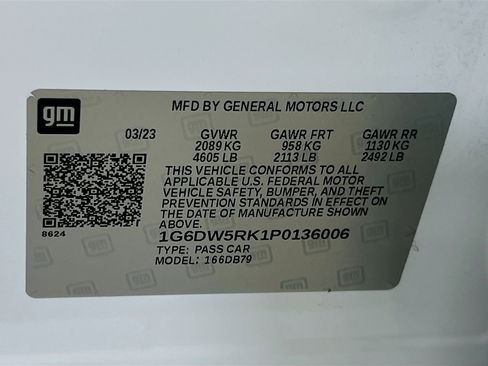 gm
MFD BY GENERAL MOTORS LLC
03/23 GVWR GAWR FRT GAWR RR
2089 KG 958 KG 1130 KG
4605 LB 2113 LB 2492 LB
THIS VEHICLE CONFORMS TO ALL
APPLICABLE U.S. FEDERAL MOTOR
VEHICLE SAFETY, BUMPER, AND THEFT
PREVENTION STANDARDS IN EFFECT ON
THE DATE OF MANUFACTURE SHOWN
ABOVE.
8624
1G6DW5RK1P0136006
TYPE: PASS CAR
MODEL: 166DB79